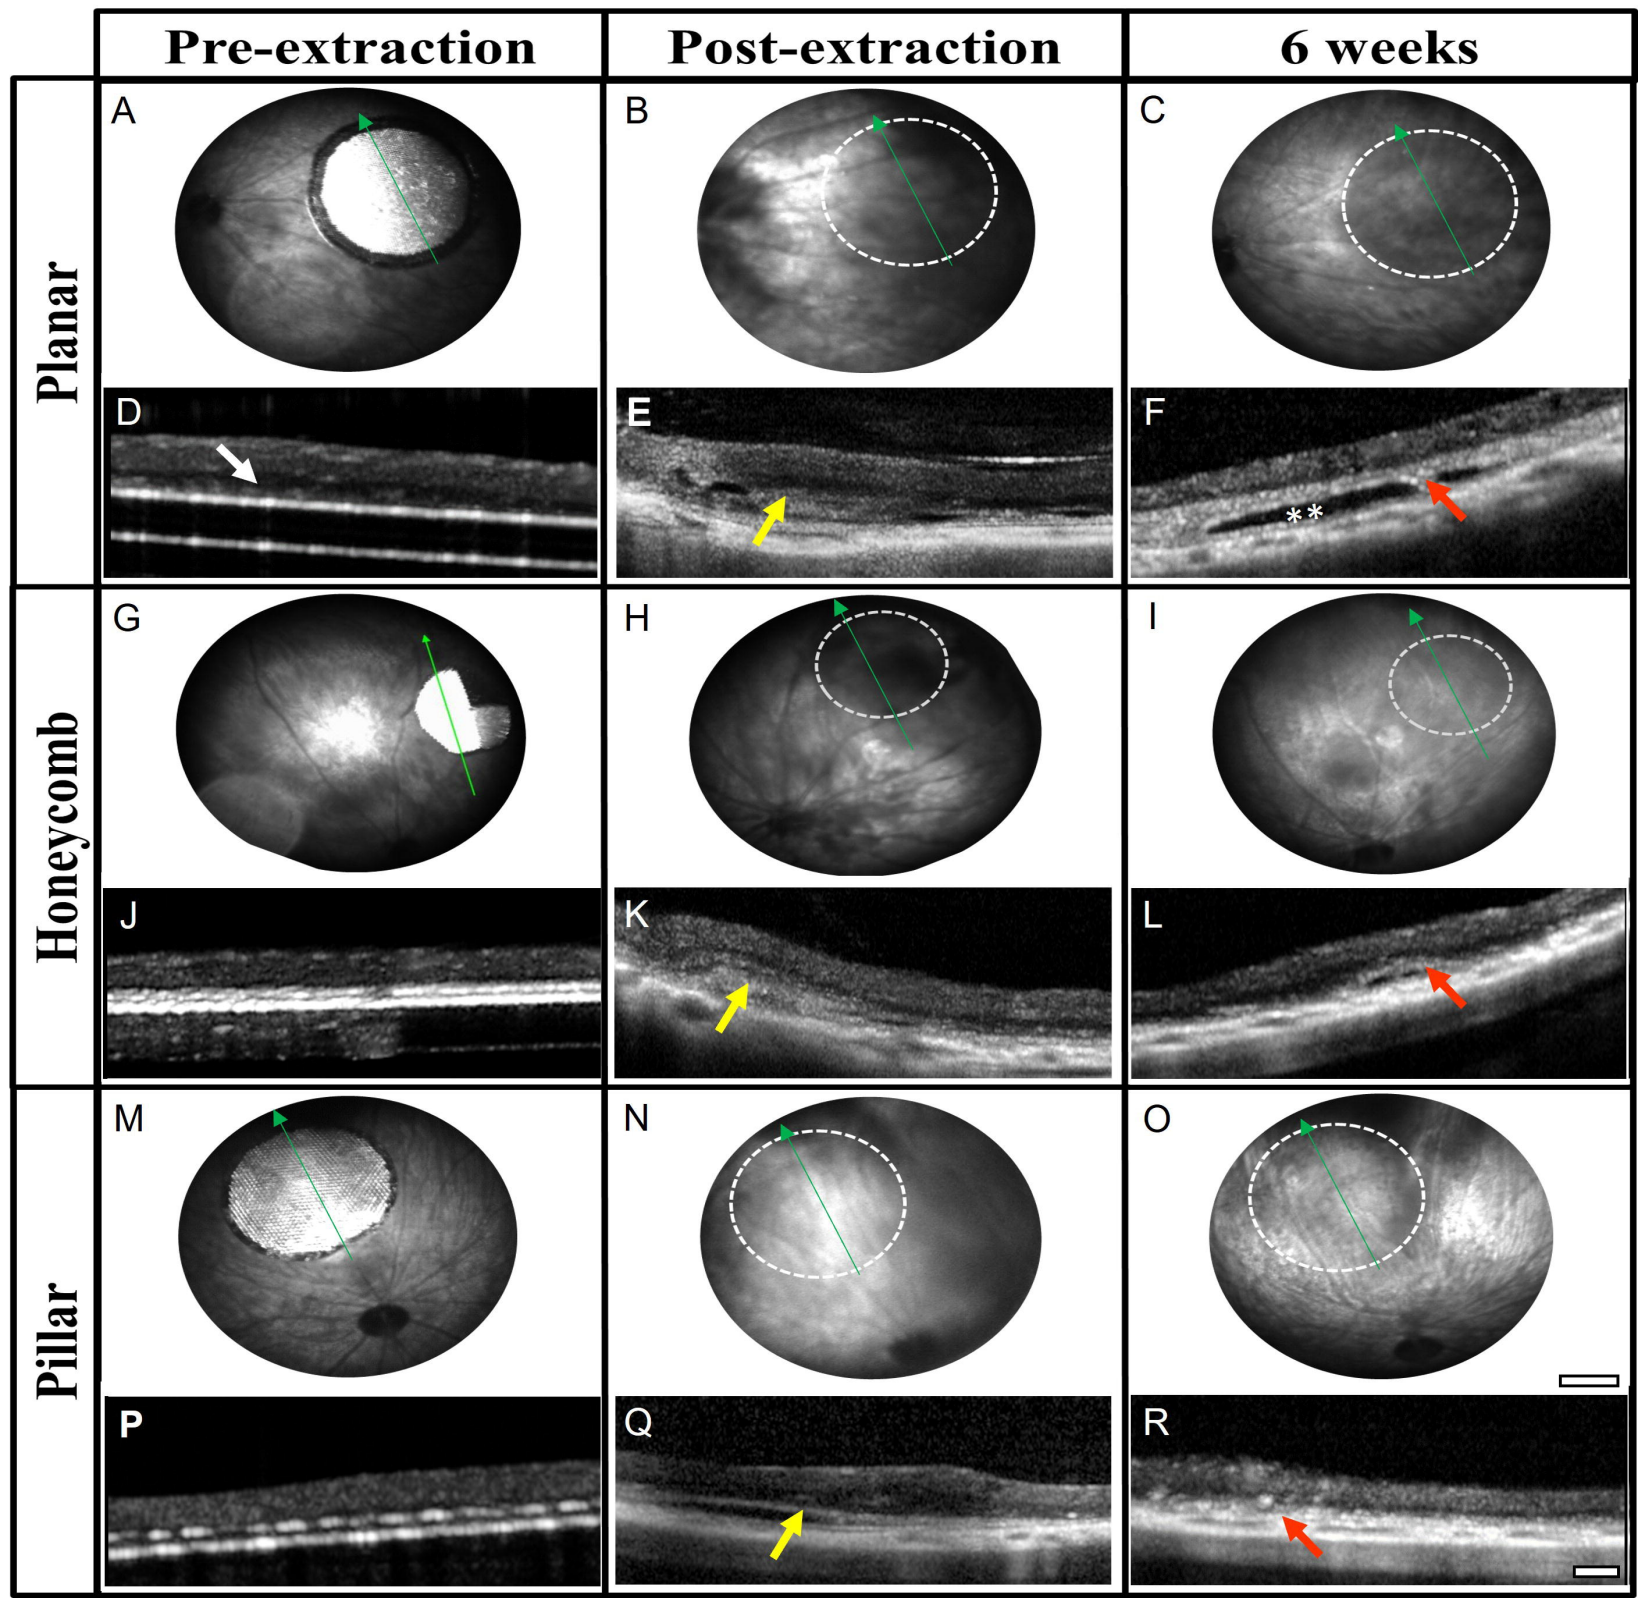 Pre-extraction Post-extraction 6 weeks
Planar
A B C
D E F
**
Honeycomb
G H I
J K L
Pillar
M N O
P Q R